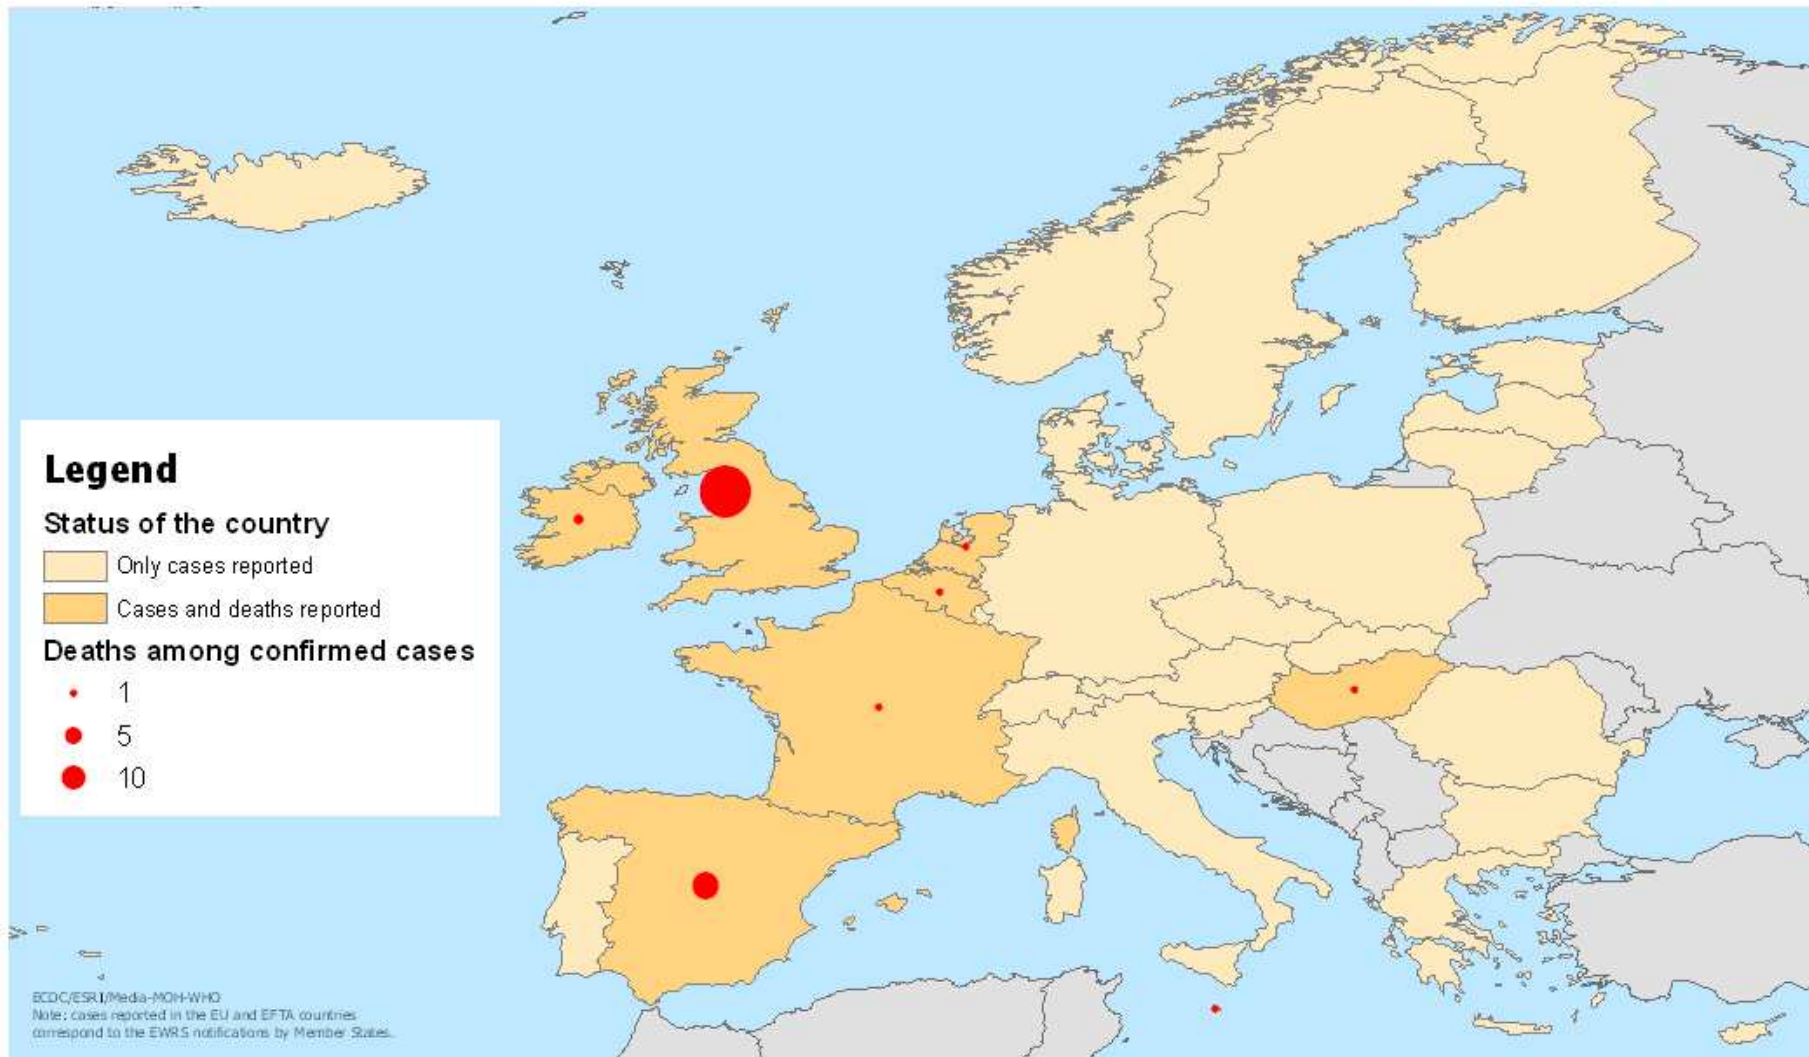 Legend
Status of the country
Only cases reported
Cases and deaths reported
Deaths among confirmed cases
1
5
10
ECDC/ESRI/Media-MOH-WHO
Note: cases reported in the EU and EFTA countries
correspond to the EWRS notifications by Member States.